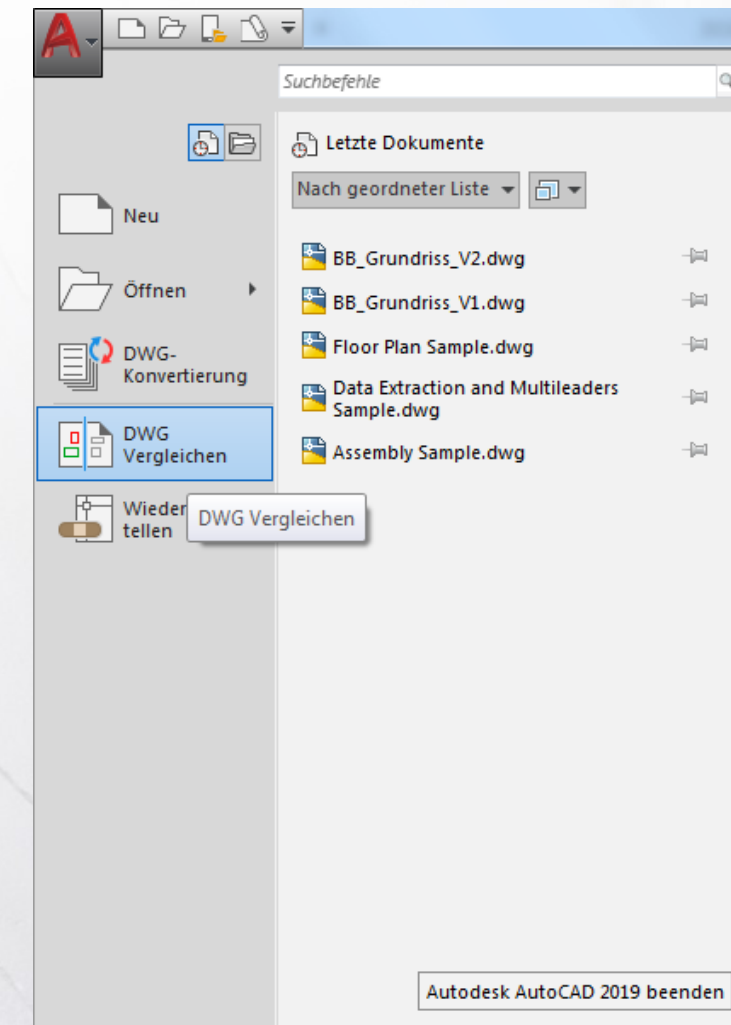 Suchbefehle
Letzte Dokumente
Nach geordneter Liste
Neu
Öffnen
DWG-
Konvertierung
DWG
Vergleichen
Wieder
tellen
DWG Vergleichen
BB_Grundriss_V2.dwg
BB_Grundriss_V1.dwg
Floor Plan Sample.dwg
Data Extraction and Multileaders
Sample.dwg
Assembly Sample.dwg
Autodesk AutoCAD 2019 beenden